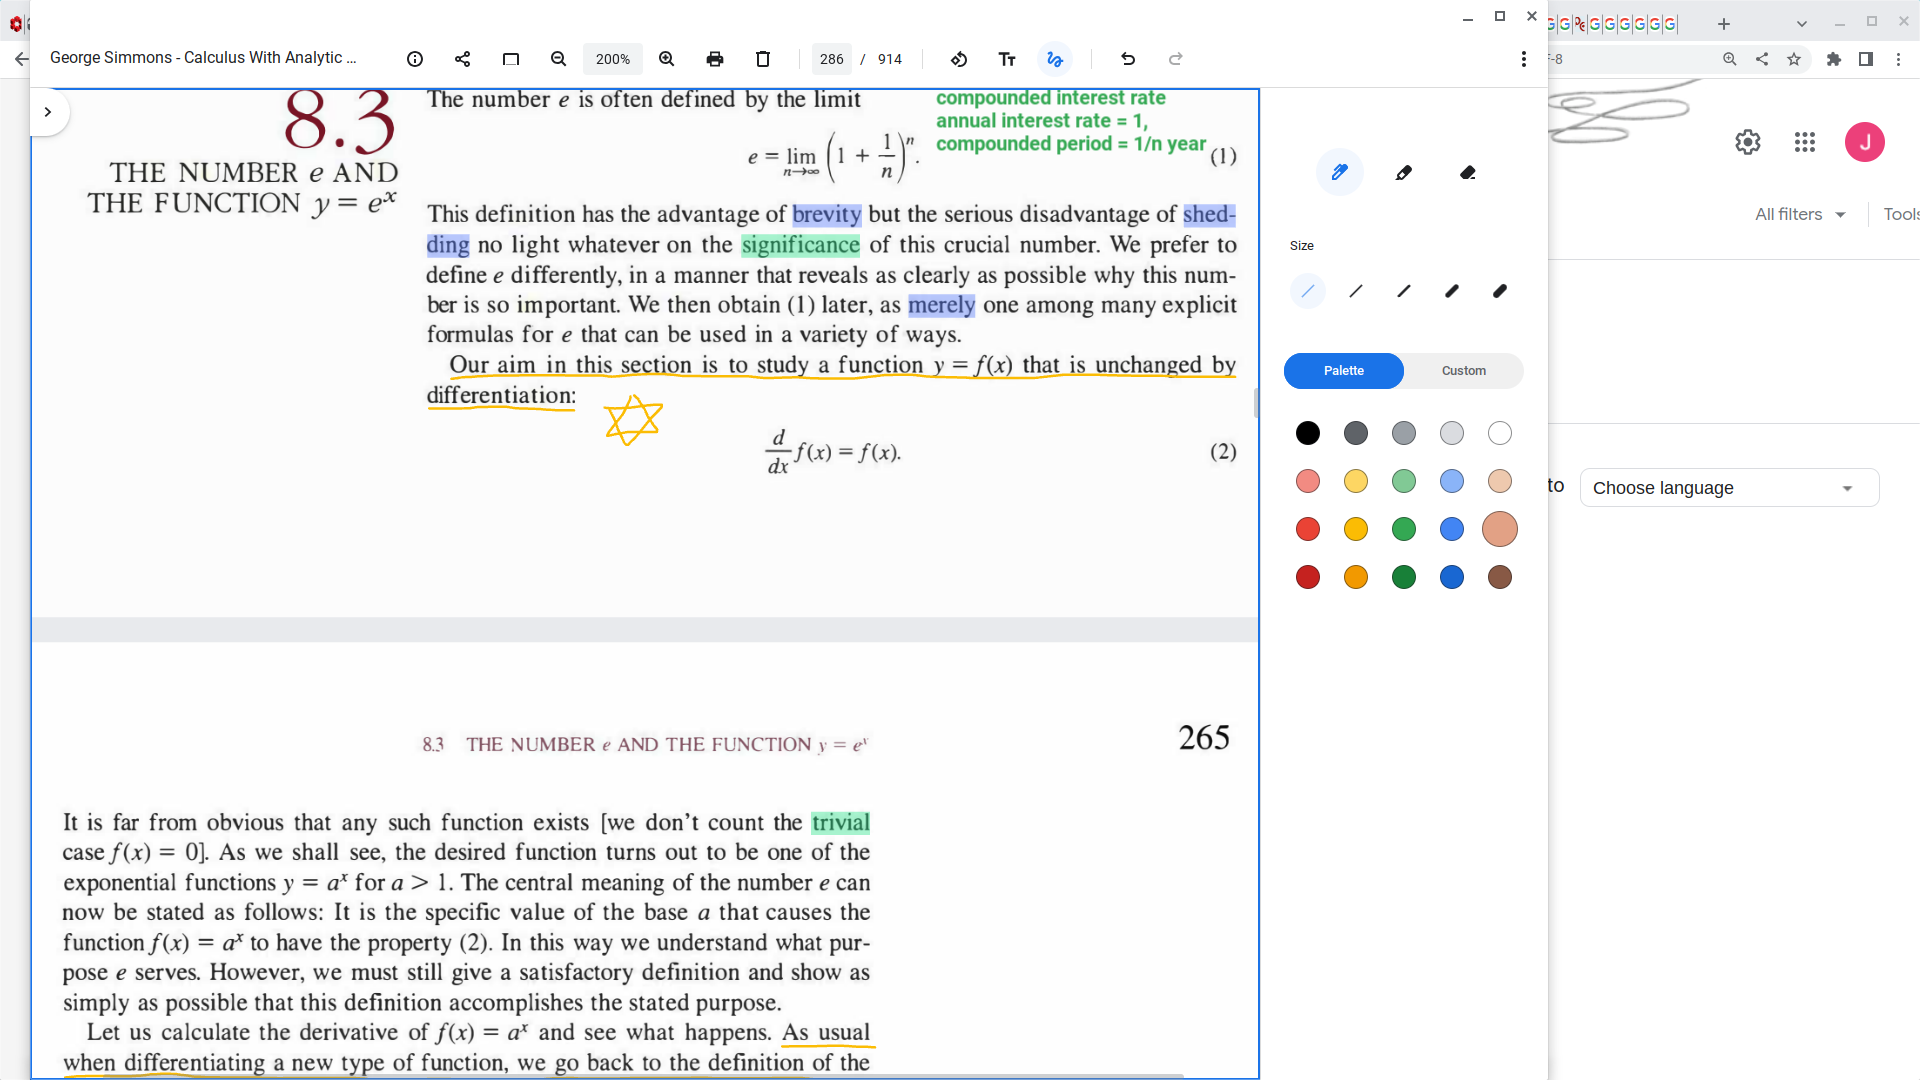 George Simmons - Calculus With Analytic ...
200%
286 / 914
8.3
THE NUMBER e AND
THE FUNCTION y = eˣ
The number e is often defined by the limit
compounded interest rate
annual interest rate = 1,
compounded period = 1/n year
e = lim n→∞ (1 + 1/n)ⁿ. (1)
This definition has the advantage of brevity but the serious disadvantage of shed-
ding no light whatever on the significance of this crucial number. We prefer to
define e differently, in a manner that reveals as clearly as possible why this num-
ber is so important. We then obtain (1) later, as merely one among many explicit
formulas for e that can be used in a variety of ways.
Our aim in this section is to study a function y = f(x) that is unchanged by
differentiation:
d/dx f(x) = f(x). (2)
8.3 THE NUMBER e AND THE FUNCTION y = eˣ
265
It is far from obvious that any such function exists [we don't count the trivial
case f(x) = 0]. As we shall see, the desired function turns out to be one of the
exponential functions y = aˣ for a > 1. The central meaning of the number e can
now be stated as follows: It is the specific value of the base a that causes the
function f(x) = aˣ to have the property (2). In this way we understand what pur-
pose e serves. However, we must still give a satisfactory definition and show as
simply as possible that this definition accomplishes the stated purpose.
Let us calculate the derivative of f(x) = aˣ and see what happens. As usual
when differentiating a new type of function, we go back to the definition of the
Size
Palette
Custom
-8
J
All filters
Tools
to
Choose language